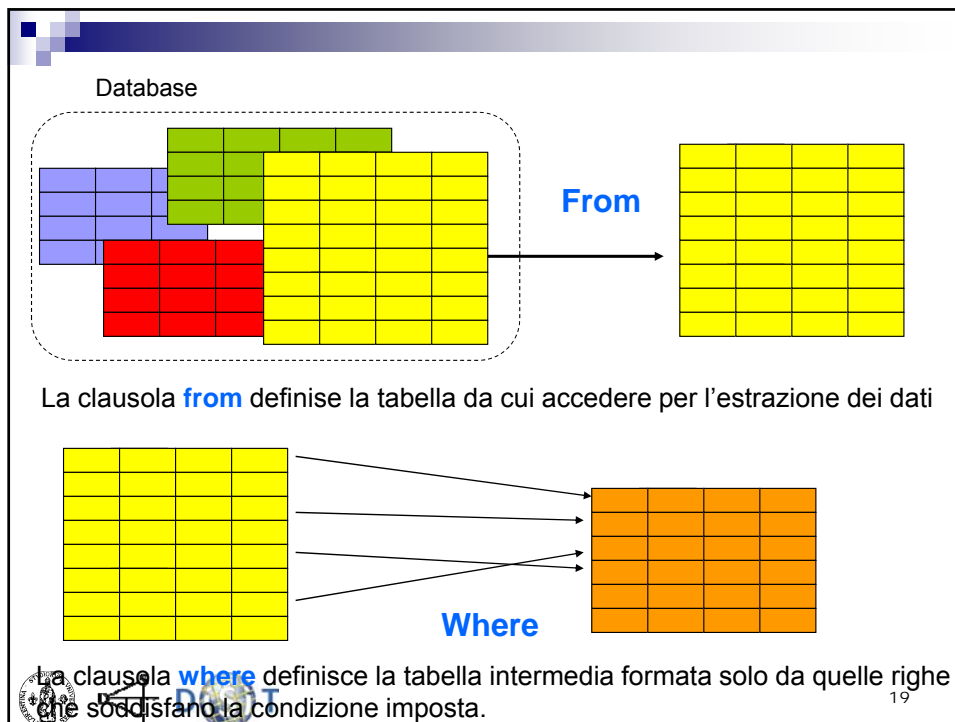 Database
From
La clausola from definise la tabella da cui accedere per l'estrazione dei dati
Where
La clausola where definisce la tabella intermedia formata solo da quelle righe
che soddisfano la condizione imposta.
19